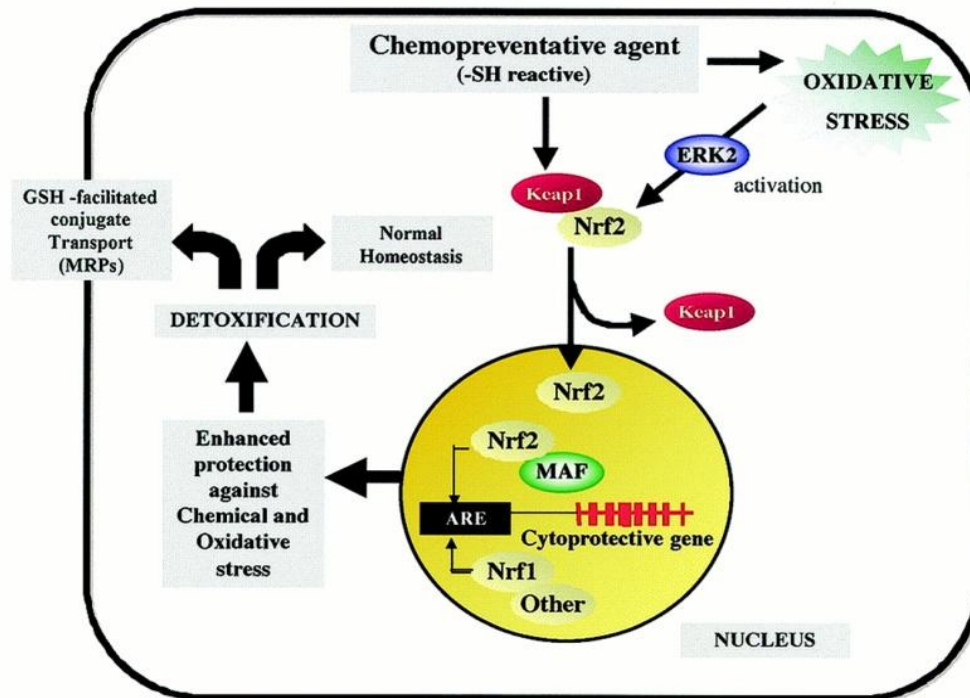 Chemopreventative agent
(-SH reactive)
OXIDATIVE
STRESS
ERK2
activation
Keap1
Nrf2
GSH -facilitated
conjugate
Transport
(MRPs)
Normal
Homeostasis
DETOXIFICATION
Keap1
Nrf2
Enhanced
protection
against
Chemical and
Oxidative
stress
Nrf2
MAF
ARE
Cytoprotective gene
Nrf1
Other
NUCLEUS